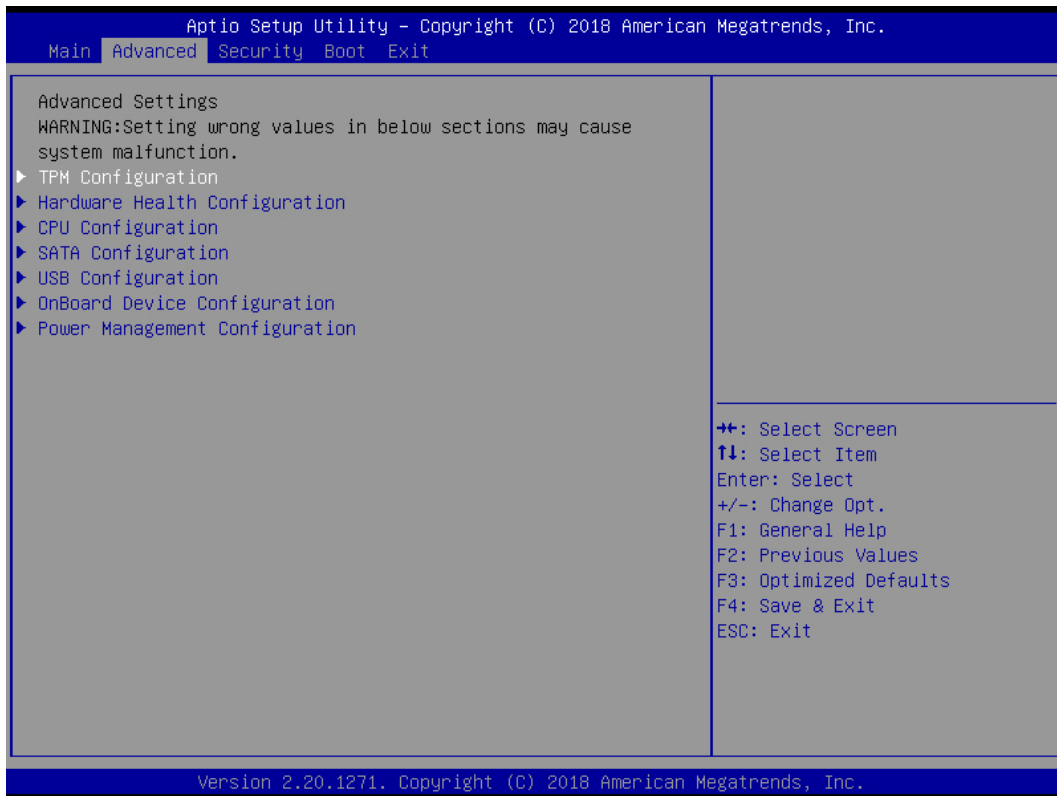 Aptio Setup Utility – Copyright (C) 2018 American Megatrends, Inc.
Main Advanced Security Boot Exit
Advanced Settings
WARNING:Setting wrong values in below sections may cause
system malfunction.
▶ TPM Configuration
▶ Hardware Health Configuration
▶ CPU Configuration
▶ SATA Configuration
▶ USB Configuration
▶ OnBoard Device Configuration
▶ Power Management Configuration
→←: Select Screen
↑↓: Select Item
Enter: Select
+/-: Change Opt.
F1: General Help
F2: Previous Values
F3: Optimized Defaults
F4: Save & Exit
ESC: Exit
Version 2.20.1271. Copyright (C) 2018 American Megatrends, Inc.